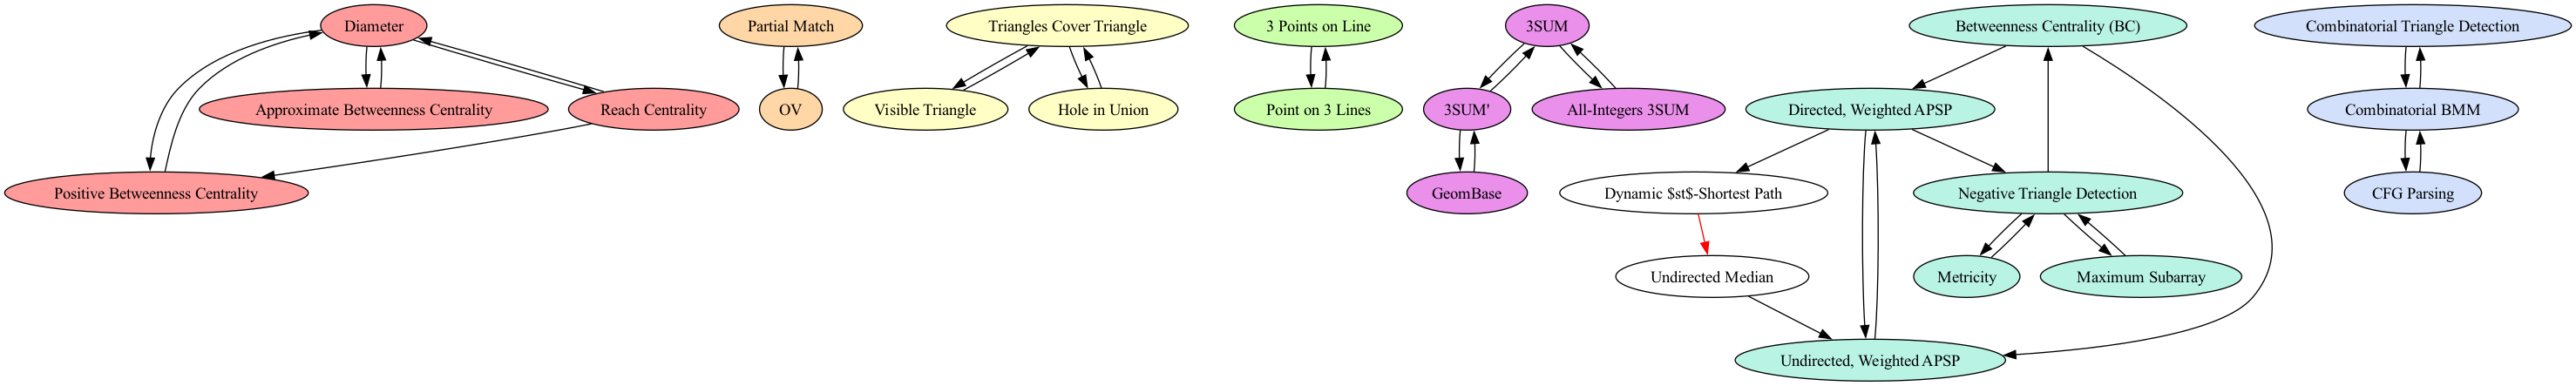 Diameter
Partial Match
Triangles Cover Triangle
3 Points on Line
3SUM
Betweenness Centrality (BC)
Combinatorial Triangle Detection
Approximate Betweenness Centrality
Reach Centrality
OV
Visible Triangle
Hole in Union
Point on 3 Lines
3SUM'
All-Integers 3SUM
Directed, Weighted APSP
Combinatorial BMM
Positive Betweenness Centrality
GeomBase
Dynamic $st$-Shortest Path
Negative Triangle Detection
CFG Parsing
Undirected Median
Metricity
Maximum Subarray
Undirected, Weighted APSP